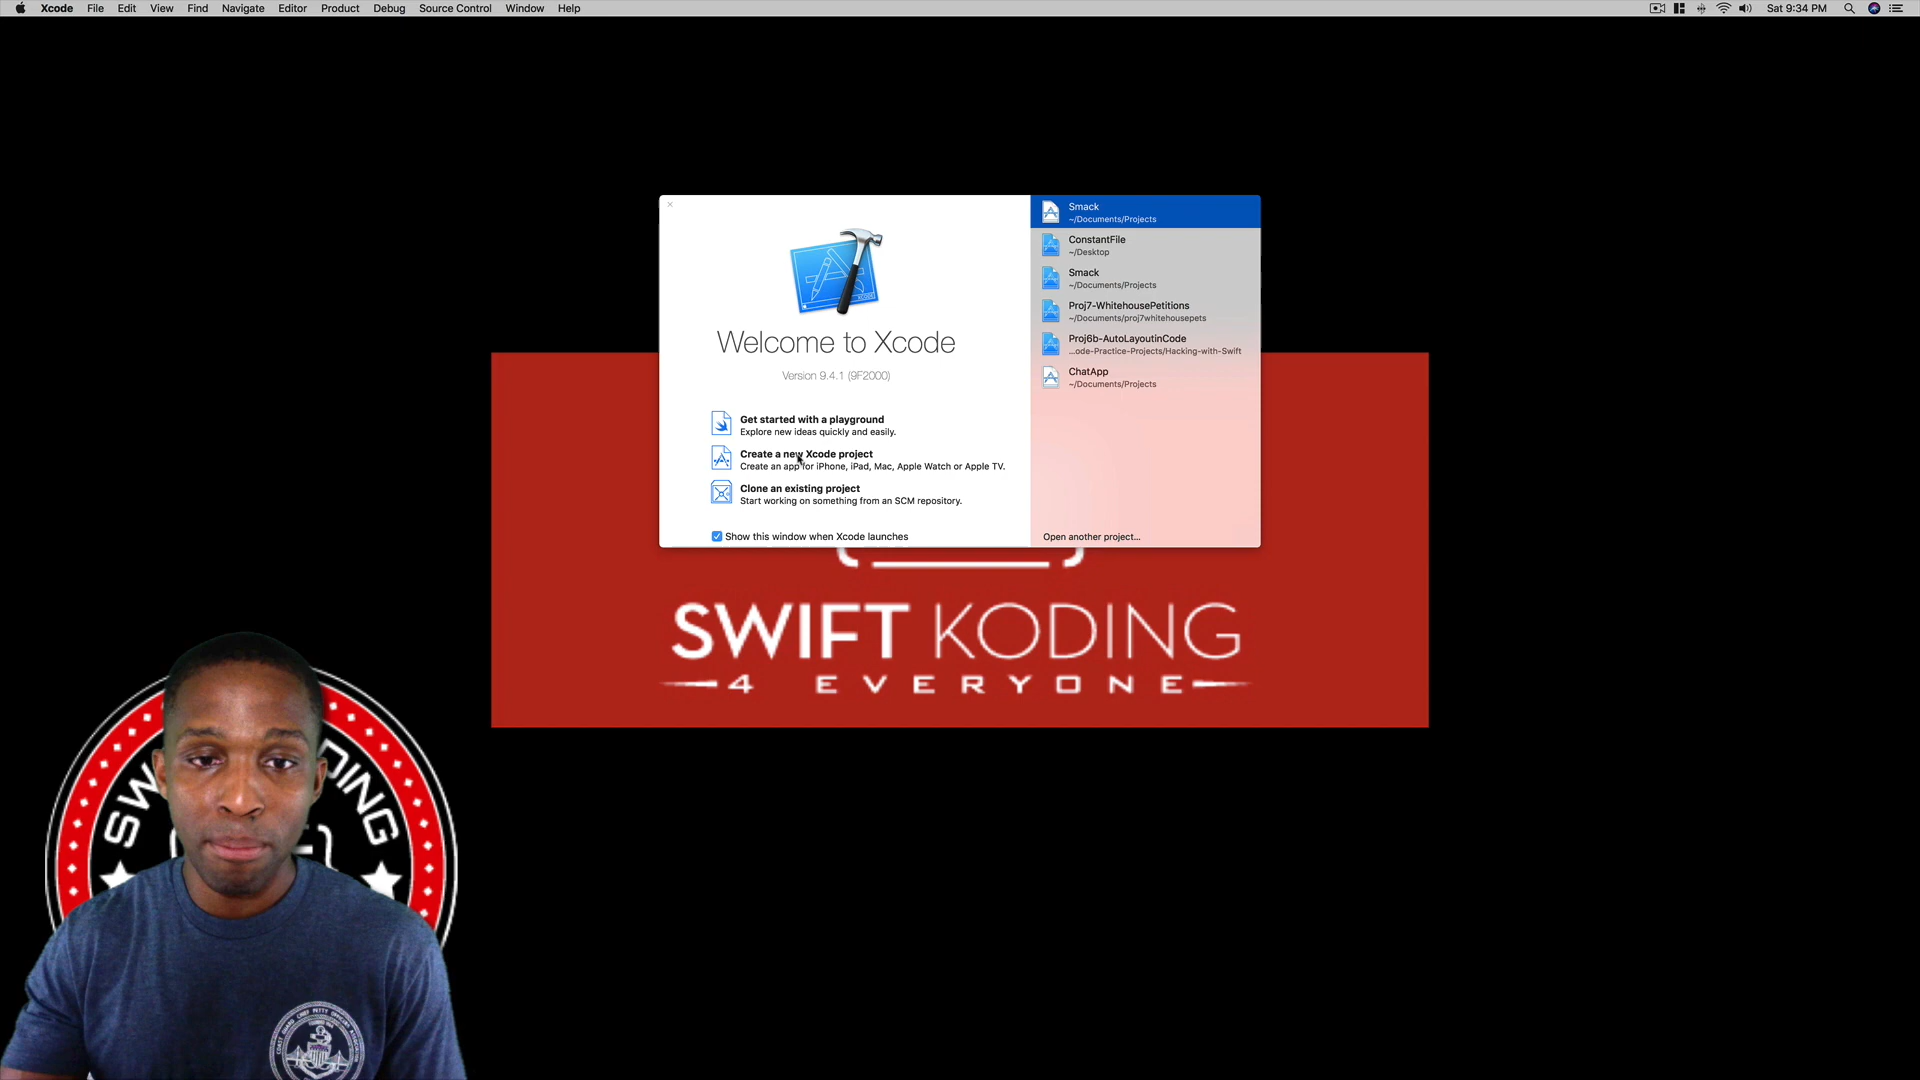 Xcode File Edit View Find Navigate Editor Product Debug Source Control Window Help
Sat 9:34 PM
Welcome to Xcode
Version 9.4.1 (9F2000)
Get started with a playground
Explore new ideas quickly and easily.
Create a new Xcode project
Create an app for iPhone, iPad, Mac, Apple Watch or Apple TV.
Clone an existing project
Start working on something from an SCM repository.
Show this window when Xcode launches
Smack
~/Documents/Projects
ConstantFile
~/Desktop
Smack
~/Documents/Projects
Proj7-WhitehousePetitions
~/Documents/proj7whitehousepets
Proj6b-AutoLayoutinCode
...ode-Practice-Projects/Hacking-with-Swift
ChatApp
~/Documents/Projects
Open another project...
SWIFT KODING
4 EVERYONE
SW
DING